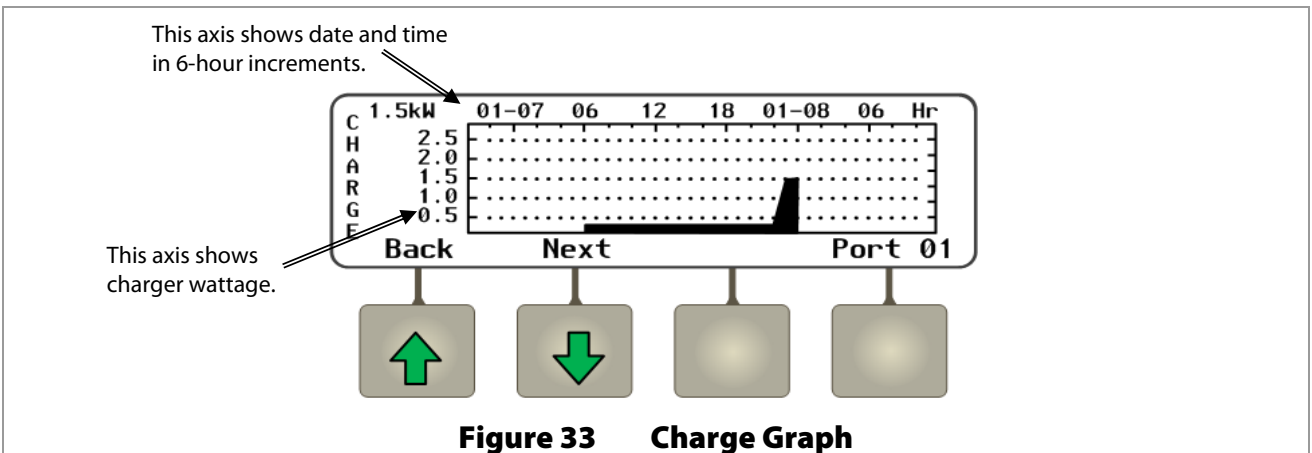 This axis shows date and time
in 6-hour increments.
1.5kW 01-07 06 12 18 01-08 06 Hr
CHARGE
2.5
2.0
1.5
1.0
0.5
This axis shows
charger wattage.
Back Next Port 01
Figure 33 Charge Graph